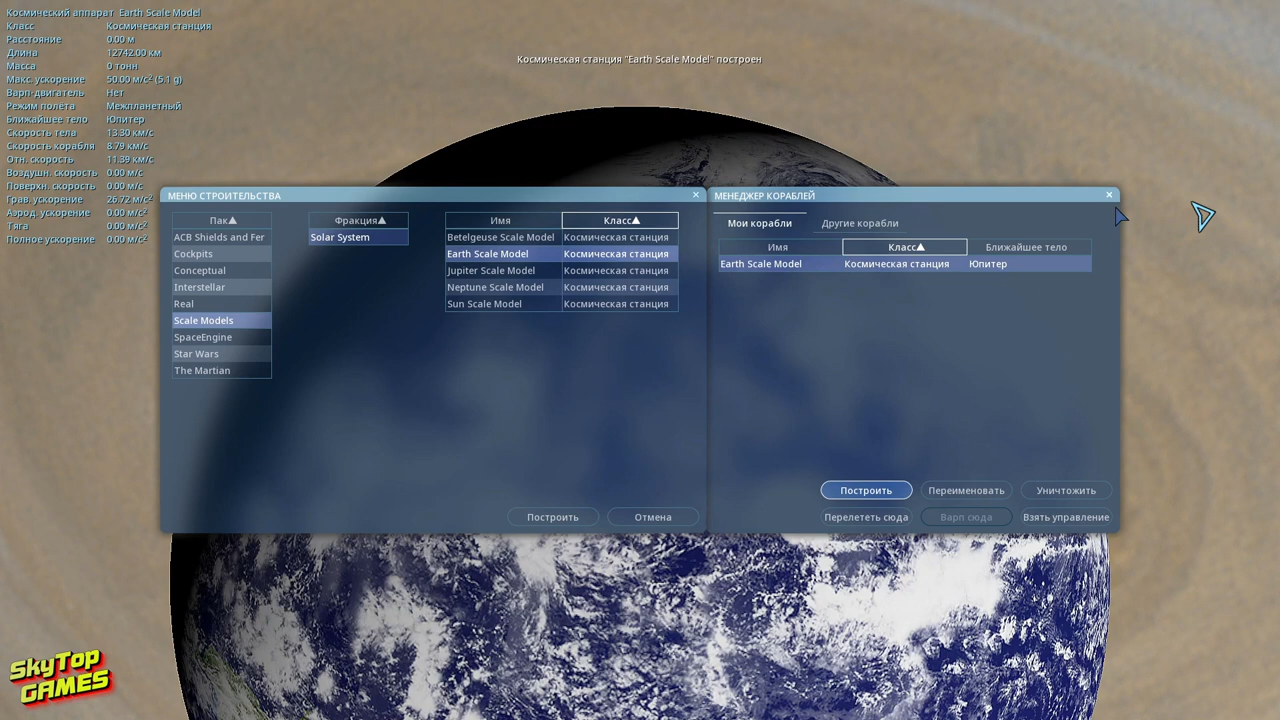 Космический аппарат Earth Scale Model
Класс Космическая станция
Расстояние 0.00 м
Длина 12742.00 км
Масса 0 тонн
Макс. ускорение 50.00 м/с² (5.1 g)
Варп-двигатель Нет
Режим полёта Межпланетный
Ближайшее тело Юпитер
Скорость тела 13.30 км/с
Скорость корабля 8.79 км/с
Отн. скорость 11.39 км/с
Воздушн. скорость 0.00 м/с
Поверхн. скорость 0.00 м/с
Грав. ускорение 26.72 м/с²
Аэрод. ускорение 0.00 м/с²
Тяга 0.00 м/с²
Полное ускорение 0.00 м/с²
Космическая станция "Earth Scale Model" построен
МЕНЮ СТРОИТЕЛЬСТВА
Пак▲ Фракция▲ Имя Класс▲
ACB Shields and Fer Solar System Betelgeuse Scale Model Космическая станция
Cockpits Earth Scale Model Космическая станция
Conceptual Jupiter Scale Model Космическая станция
Interstellar Neptune Scale Model Космическая станция
Real Sun Scale Model Космическая станция
Scale Models
SpaceEngine
Star Wars
The Martian
Построить Отмена
МЕНЕДЖЕР КОРАБЛЕЙ
Мои корабли Другие корабли
Имя Класс▲ Ближайшее тело
Earth Scale Model Космическая станция Юпитер
Построить Переименовать Уничтожить
Перелететь сюда Варп сюда Взять управление
SkyTop
GAMES